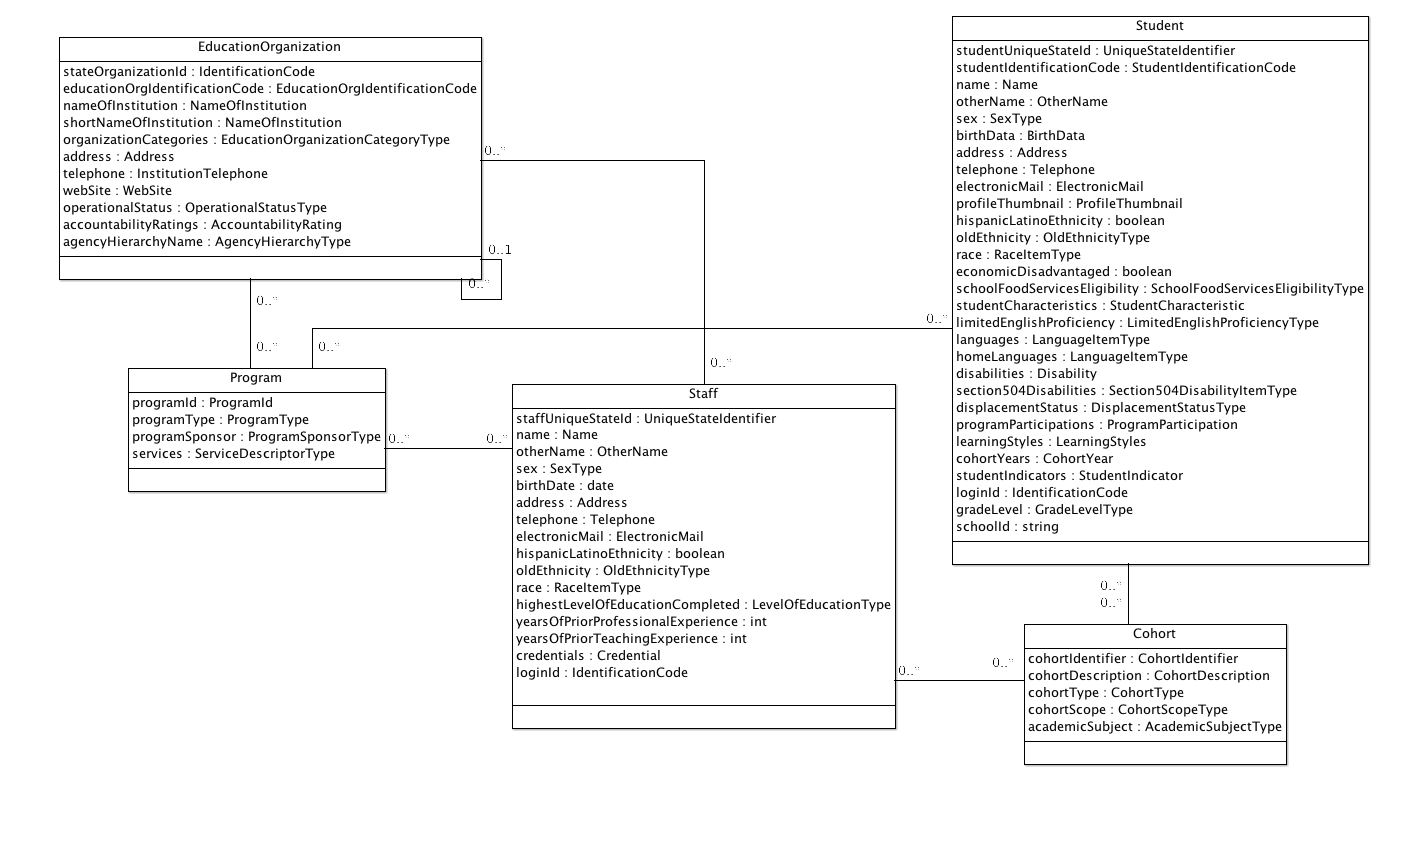 EducationOrganization
stateOrganizationId : IdentificationCode
educationOrgIdentificationCode : EducationOrgIdentificationCode
nameOfInstitution : NameOfInstitution
shortNameOfInstitution : NameOfInstitution
organizationCategories : EducationOrganizationCategoryType
address : Address
telephone : InstitutionTelephone
webSite : WebSite
operationalStatus : OperationalStatusType
accountabilityRatings : AccountabilityRating
agencyHierarchyName : AgencyHierarchyType
0..*
0..1
0..*
0..*
0..*
0..*
0..*
0..*
Program
programId : ProgramId
programType : ProgramType
programSponsor : ProgramSponsorType
services : ServiceDescriptorType
0..*
0..*
Staff
staffUniqueStateId : UniqueStateIdentifier
name : Name
otherName : OtherName
sex : SexType
birthDate : date
address : Address
telephone : Telephone
electronicMail : ElectronicMail
hispanicLatinoEthnicity : boolean
oldEthnicity : OldEthnicityType
race : RaceItemType
highestLevelOfEducationCompleted : LevelOfEducationType
yearsOfPriorProfessionalExperience : int
yearsOfPriorTeachingExperience : int
credentials : Credential
loginId : IdentificationCode
Student
studentUniqueStateId : UniqueStateIdentifier
studentIdentificationCode : StudentIdentificationCode
name : Name
otherName : OtherName
sex : SexType
birthData : BirthData
address : Address
telephone : Telephone
electronicMail : ElectronicMail
profileThumbnail : ProfileThumbnail
hispanicLatinoEthnicity : boolean
oldEthnicity : OldEthnicityType
race : RaceItemType
economicDisadvantaged : boolean
schoolFoodServicesEligibility : SchoolFoodServicesEligibilityType
studentCharacteristics : StudentCharacteristic
limitedEnglishProficiency : LimitedEnglishProficiencyType
languages : LanguageItemType
homeLanguages : LanguageItemType
disabilities : Disability
section504Disabilities : Section504DisabilityItemType
displacementStatus : DisplacementStatusType
programParticipations : ProgramParticipation
learningStyles : LearningStyles
cohortYears : CohortYear
studentIndicators : StudentIndicator
loginId : IdentificationCode
gradeLevel : GradeLevelType
schoolId : string
0..*
0..*
0..*
0..*
Cohort
cohortIdentifier : CohortIdentifier
cohortDescription : CohortDescription
cohortType : CohortType
cohortScope : CohortScopeType
academicSubject : AcademicSubjectType